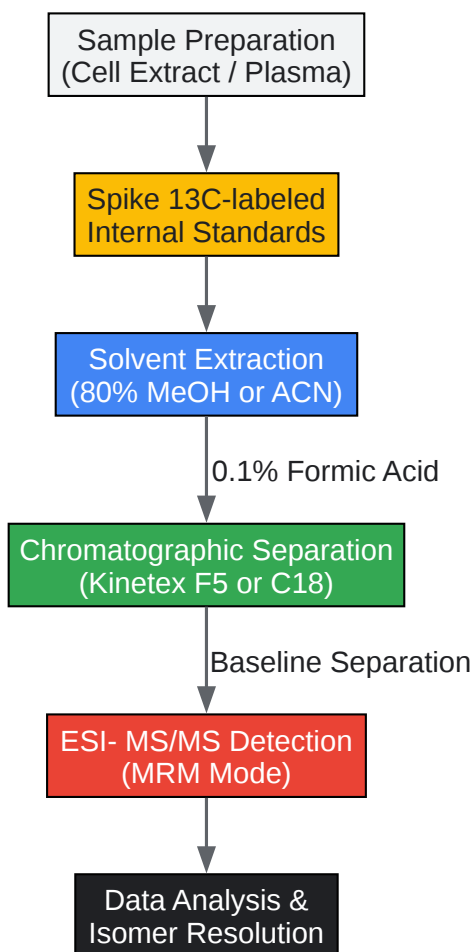 Sample Preparation
(Cell Extract / Plasma)
Spike 13C-labeled
Internal Standards
Solvent Extraction
(80% MeOH or ACN)
0.1% Formic Acid
Chromatographic Separation
(Kinetex F5 or C18)
Baseline Separation
ESI- MS/MS Detection
(MRM Mode)
Data Analysis &
Isomer Resolution